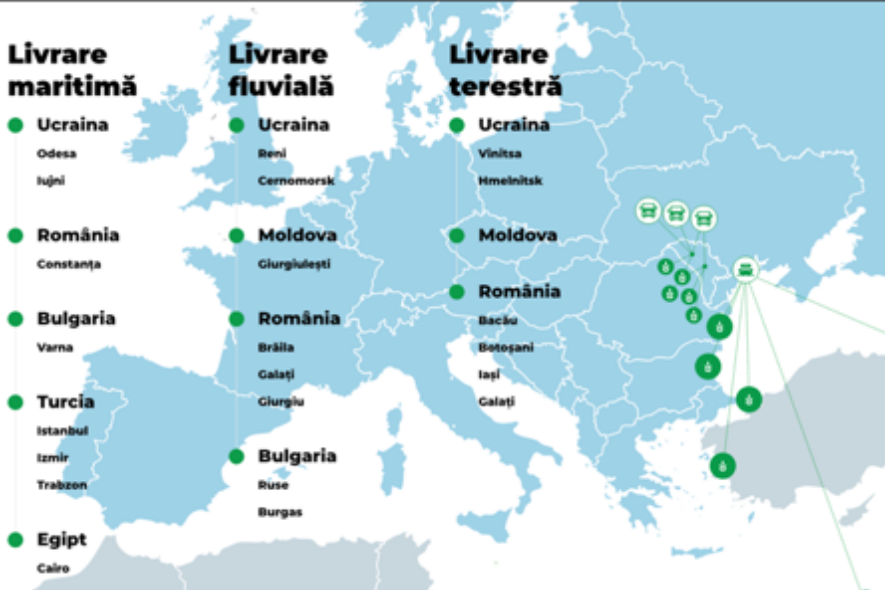 Livrare
maritimă
Ucraina
Odesa
Iujni
România
Constanța
Bulgaria
Varna
Turcia
Istanbul
Izmir
Trabzon
Egipt
Cairo
Livrare
fluvială
Ucraina
Reni
Cernomorsk
Moldova
Giurgiulești
România
Brăila
Galați
Giurgiu
Bulgaria
Ruse
Burgas
Livrare
terestră
Ucraina
Vinitsa
Hmelnitsk
Moldova
România
Bacău
Botoșani
Iași
Galați